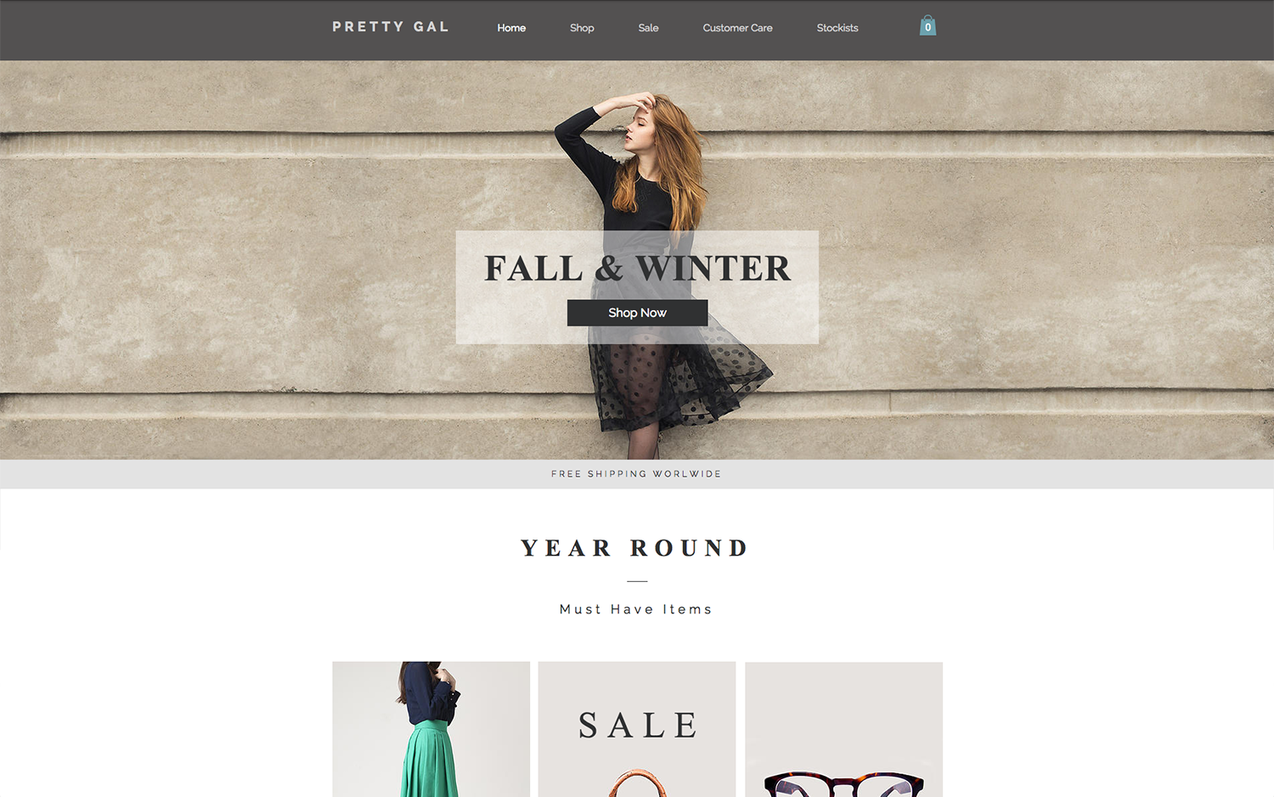 PRETTY GAL
Home
Shop
Sale
Customer Care
Stockists
0
FALL & WINTER
Shop Now
FREE SHIPPING WORLWIDE
YEAR ROUND
Must Have Items
SALE